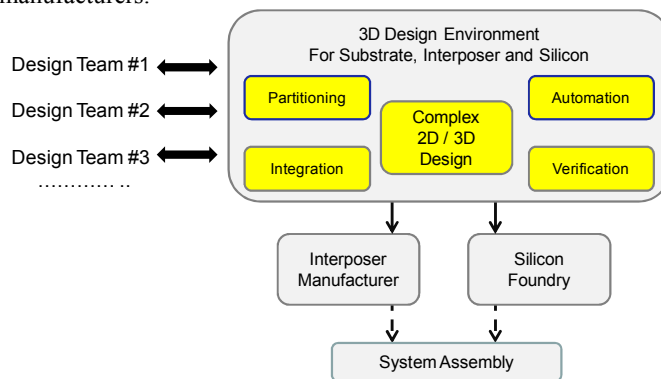 manufacturers.
3D Design Environment
For Substrate, Interposer and Silicon
Design Team #1
Design Team #2
Design Team #3
………… ..
Partitioning
Automation
Complex
2D / 3D
Design
Integration
Verification
Interposer
Manufacturer
Silicon
Foundry
System Assembly